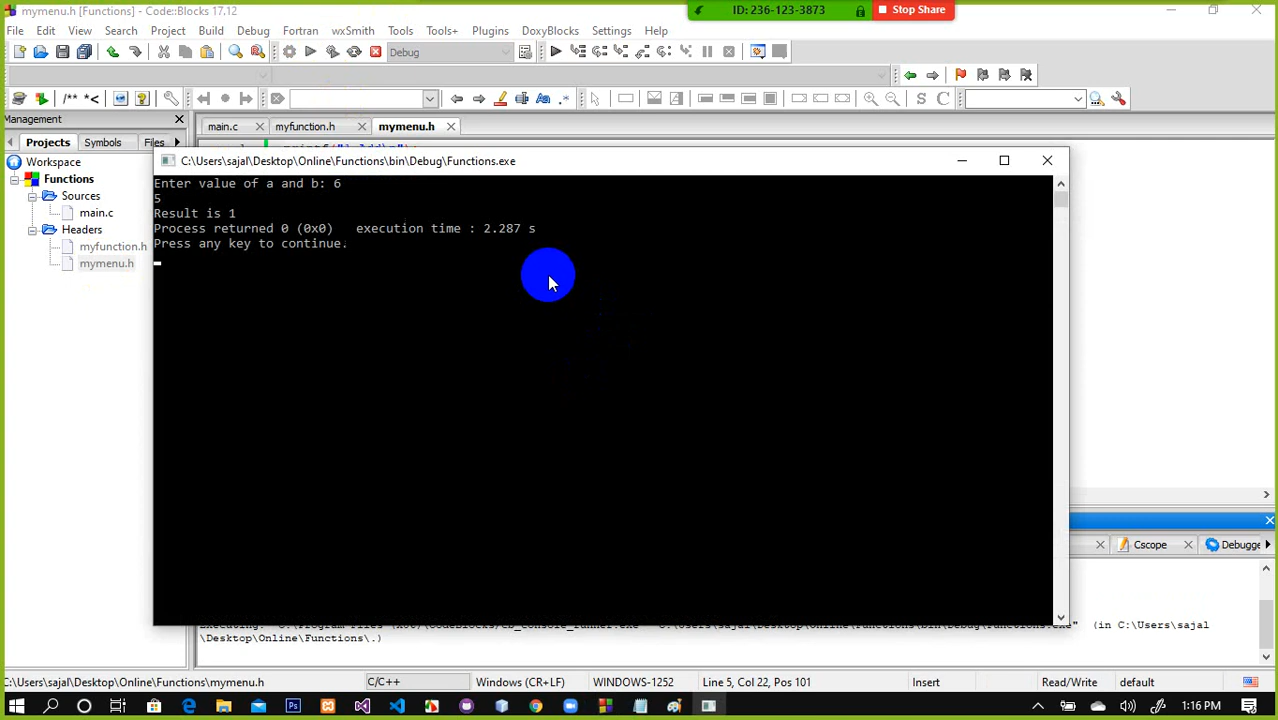 mymenu.h [Functions] - Code::Blocks 17.12
ID: 236-123-3873
Stop Share
File Edit View Search Project Build Debug Fortran wxSmith Tools Tools+ Plugins DoxyBlocks Settings Help
Debug
/** *<
S C
Management
main.c myfunction.h mymenu.h
Projects Symbols Files
Workspace
Functions
Sources
main.c
Headers
myfunction.h
mymenu.h
C:\Users\sajal\Desktop\Online\Functions\bin\Debug\Functions.exe
Enter value of a and b: 6
5
Result is 1
Process returned 0 (0x0) execution time : 2.287 s
Press any key to continue.
Cscope Debugge
(in C:\Users\sajal
\Desktop\Online\Functions\.)
C:\Users\sajal\Desktop\Online\Functions\mymenu.h C/C++ Windows (CR+LF) WINDOWS-1252 Line 5, Col 22, Pos 101 Insert Read/Write default
1:16 PM